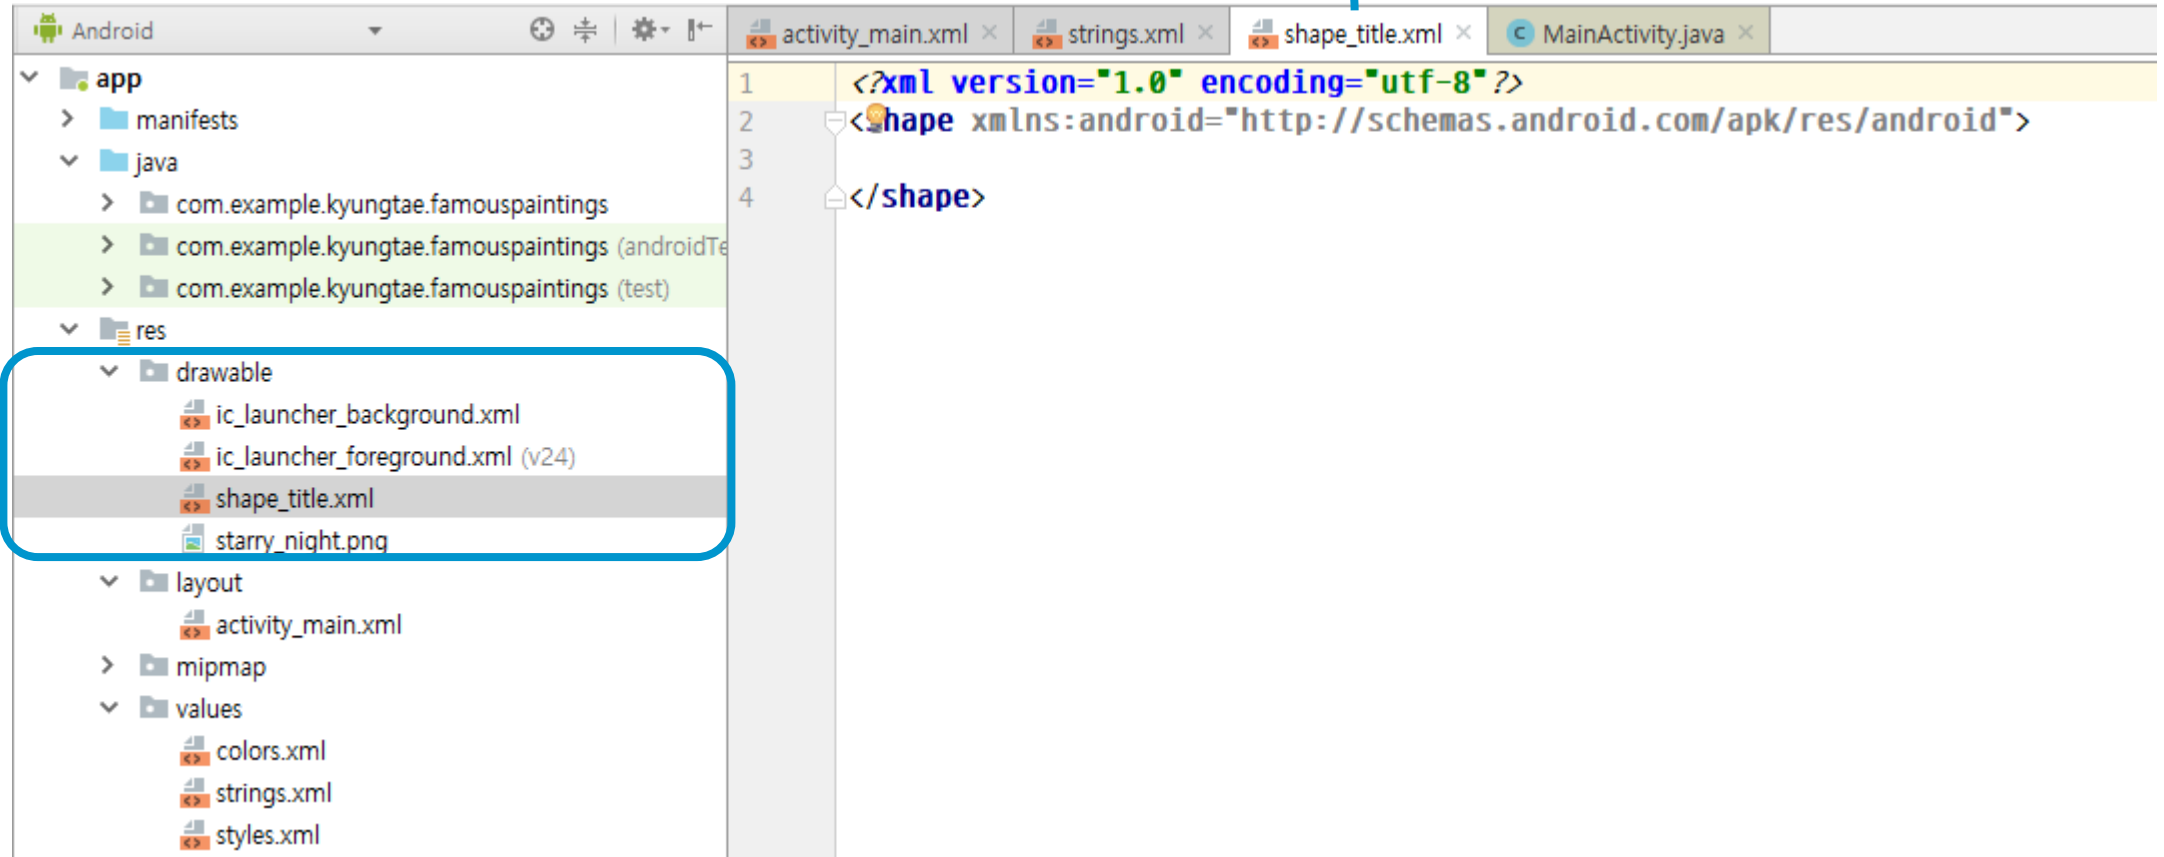 Android
app
manifests
java
com.example.kyungtae.famouspaintings
com.example.kyungtae.famouspaintings (androidTe
com.example.kyungtae.famouspaintings (test)
res
drawable
ic_launcher_background.xml
ic_launcher_foreground.xml (v24)
shape_title.xml
starry_night.png
layout
activity_main.xml
mipmap
values
colors.xml
strings.xml
styles.xml
activity_main.xml
strings.xml
shape_title.xml
MainActivity.java
1 <?xml version="1.0" encoding="utf-8"?>
2 <shape xmlns:android="http://schemas.android.com/apk/res/android">
3
4 </shape>